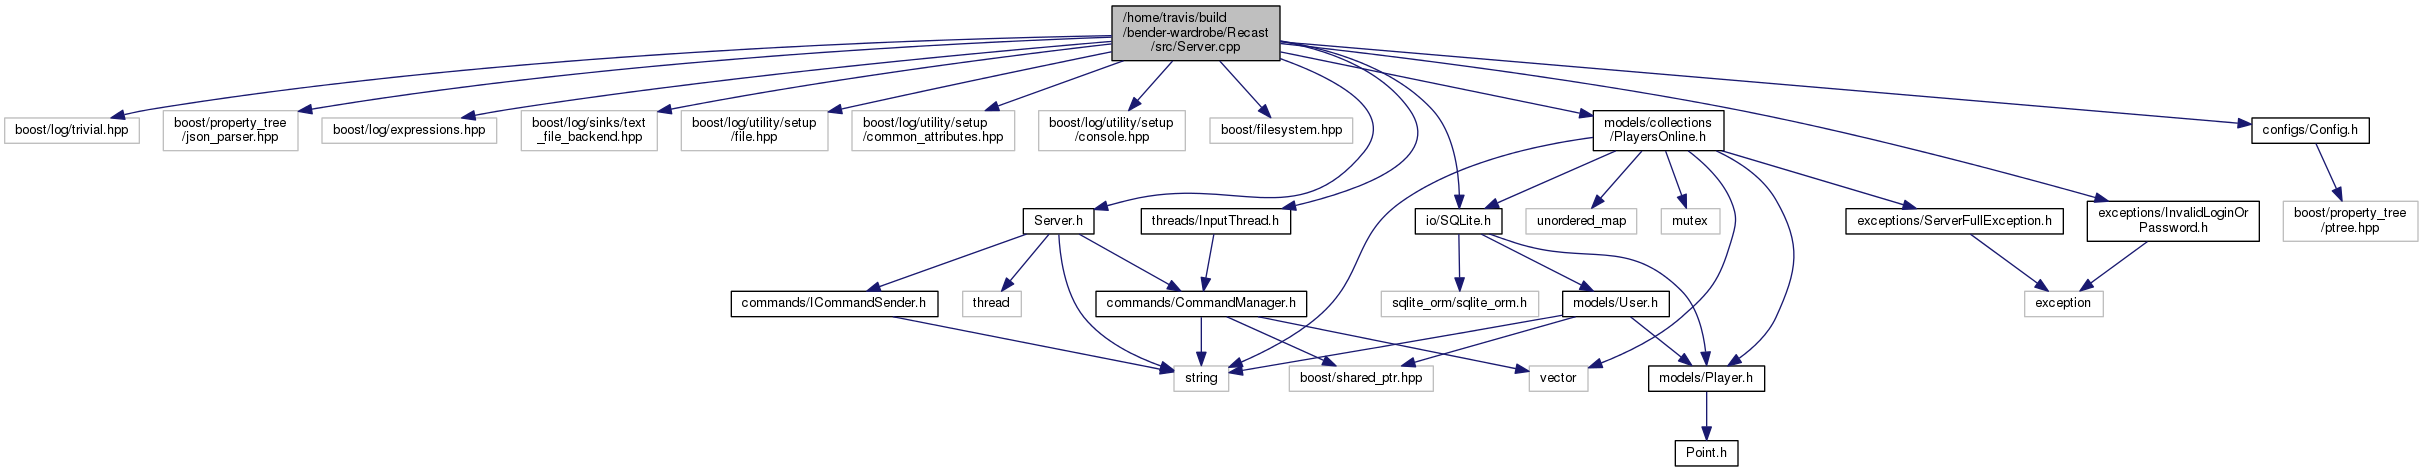 /home/travis/build
/bender-wardrobe/Recast
/src/Server.cpp
boost/log/trivial.hpp
boost/property_tree
/json_parser.hpp
boost/log/expressions.hpp
boost/log/sinks/text
_file_backend.hpp
boost/log/utility/setup
/file.hpp
boost/log/utility/setup
/common_attributes.hpp
boost/log/utility/setup
/console.hpp
boost/filesystem.hpp
models/collections
/PlayersOnline.h
configs/Config.h
Server.h
threads/InputThread.h
io/SQLite.h
unordered_map
mutex
exceptions/ServerFullException.h
exceptions/InvalidLoginOr
Password.h
boost/property_tree
/ptree.hpp
commands/ICommandSender.h
thread
commands/CommandManager.h
sqlite_orm/sqlite_orm.h
models/User.h
exception
string
boost/shared_ptr.hpp
vector
models/Player.h
Point.h